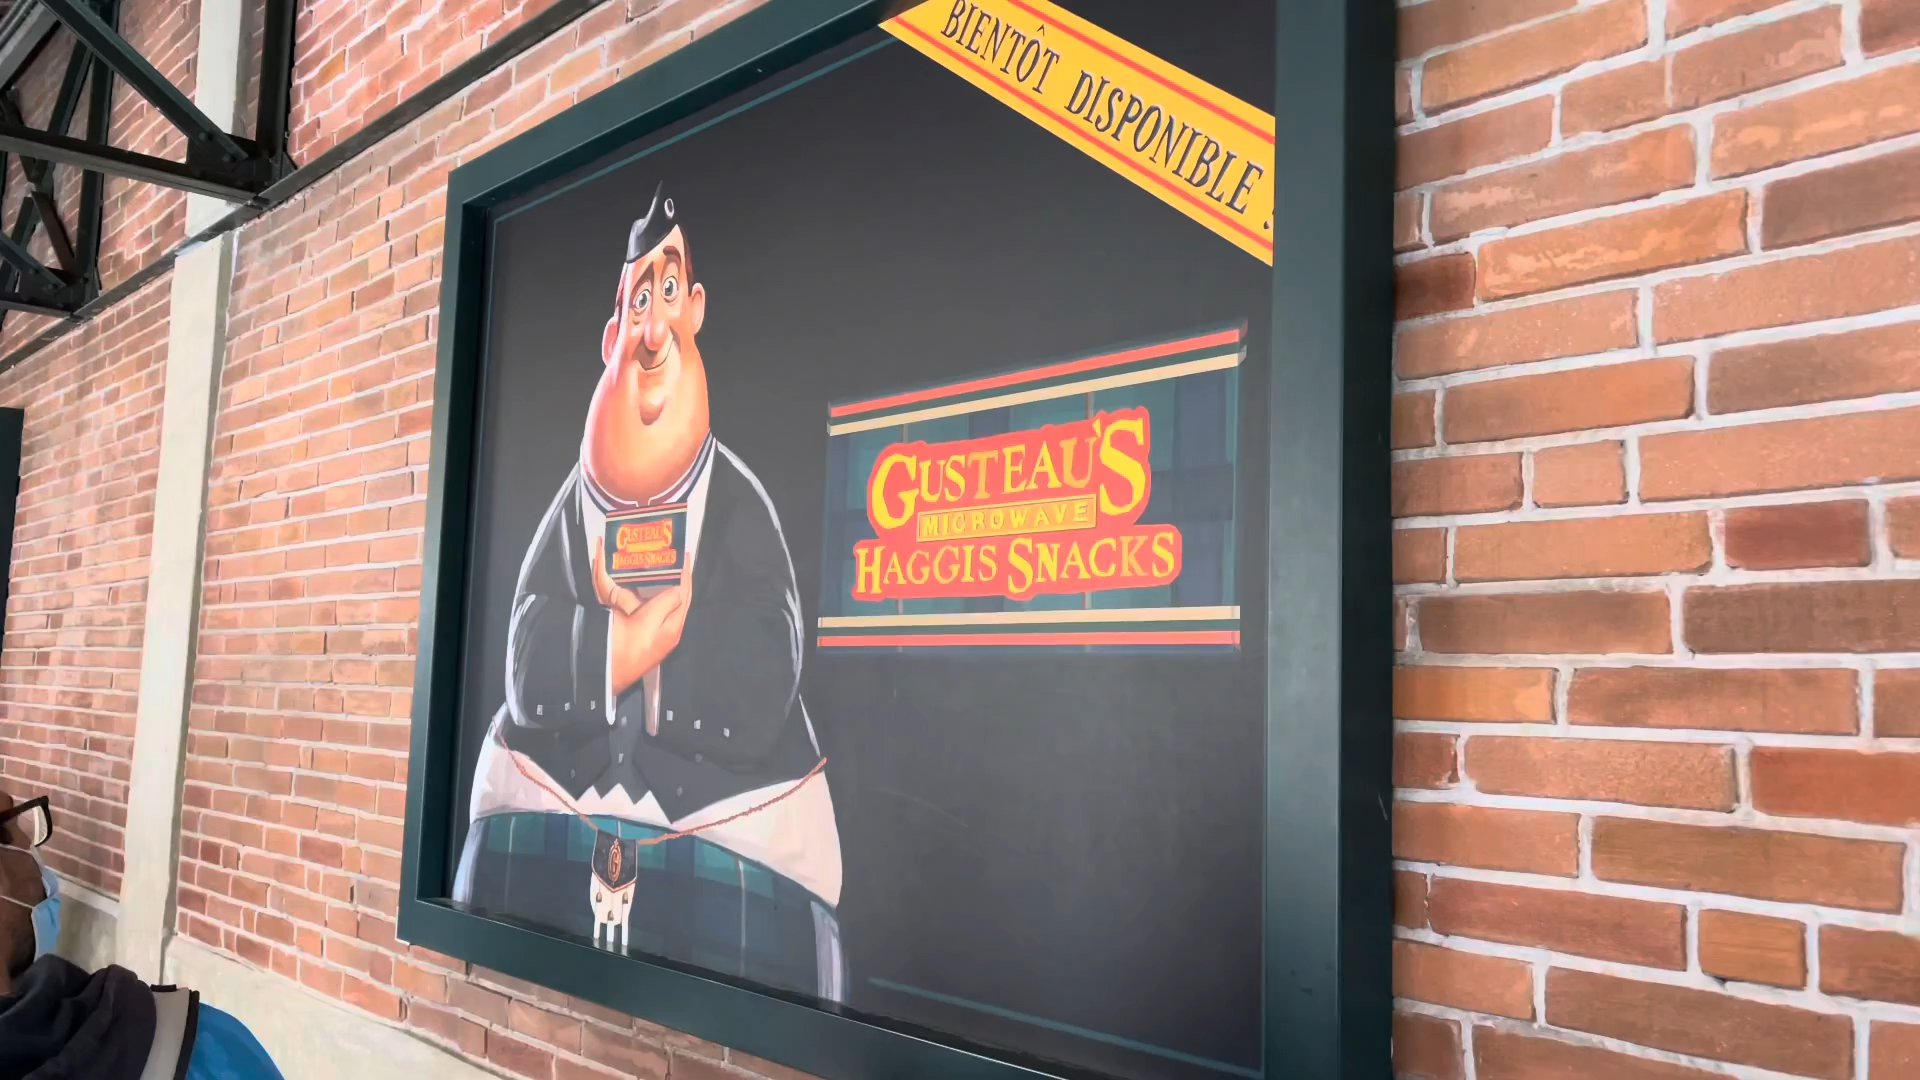 BIENTÔT DISPONIBLE !
GUSTEAU'S
MICROWAVE
HAGGIS SNACKS
GUSTEAU'S
HAGGIS SNACKS
G